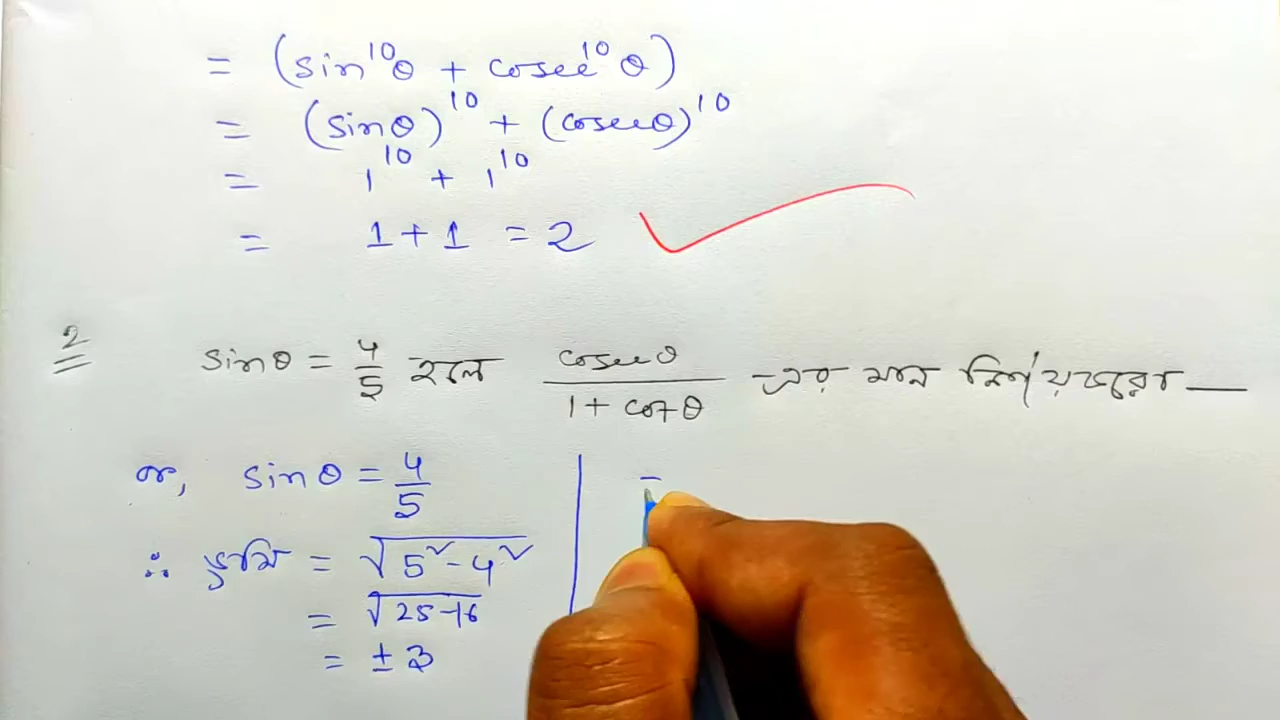 = (sin¹⁰θ + cosec¹⁰θ)
= (sinθ)¹⁰ + (cosecθ)¹⁰
= 1¹⁰ + 1¹⁰
= 1 + 1 = 2
2 sinθ = 4/5 হলে cosecθ / 1 + cotθ -এর মান নির্ণয় করো —
or, sinθ = 4/5
∴ ভূমি = √5² - 4²
= √25-16
= ± 3